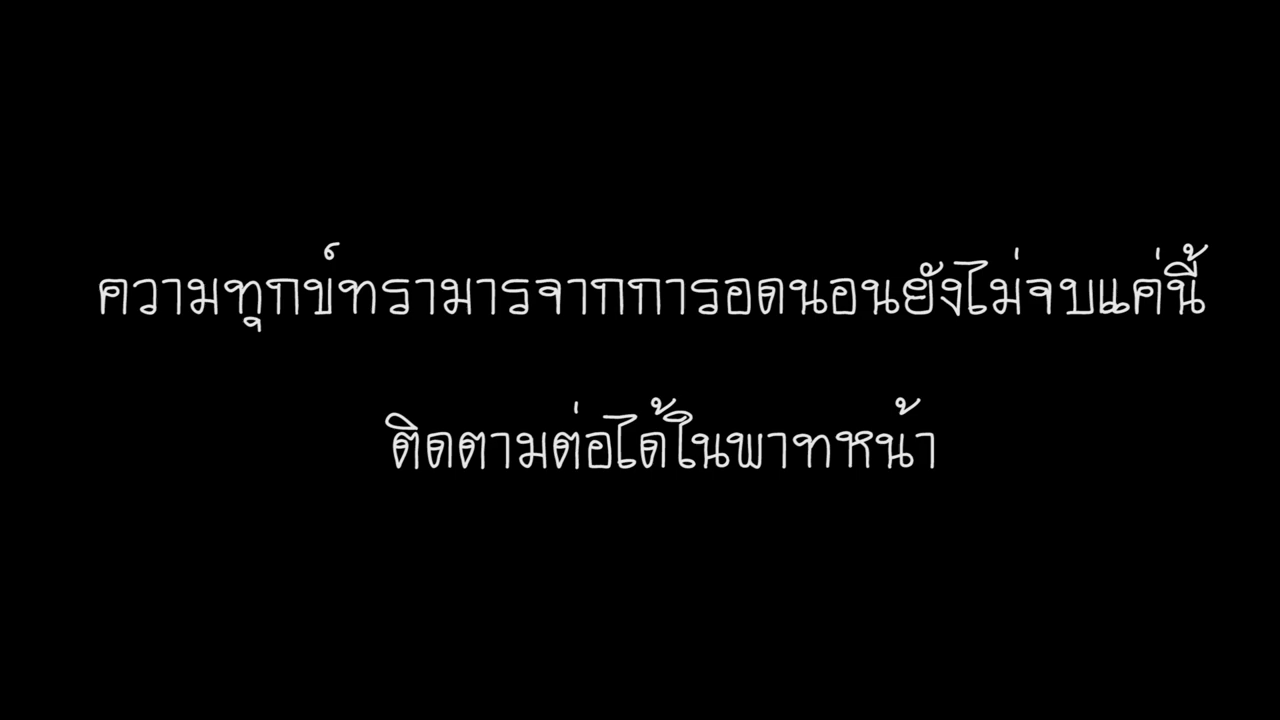 ความทุกข์ทรามารจากการอดนอนยังไม่จบแค่นี้
ติดตามต่อได้ในพาทหน้า